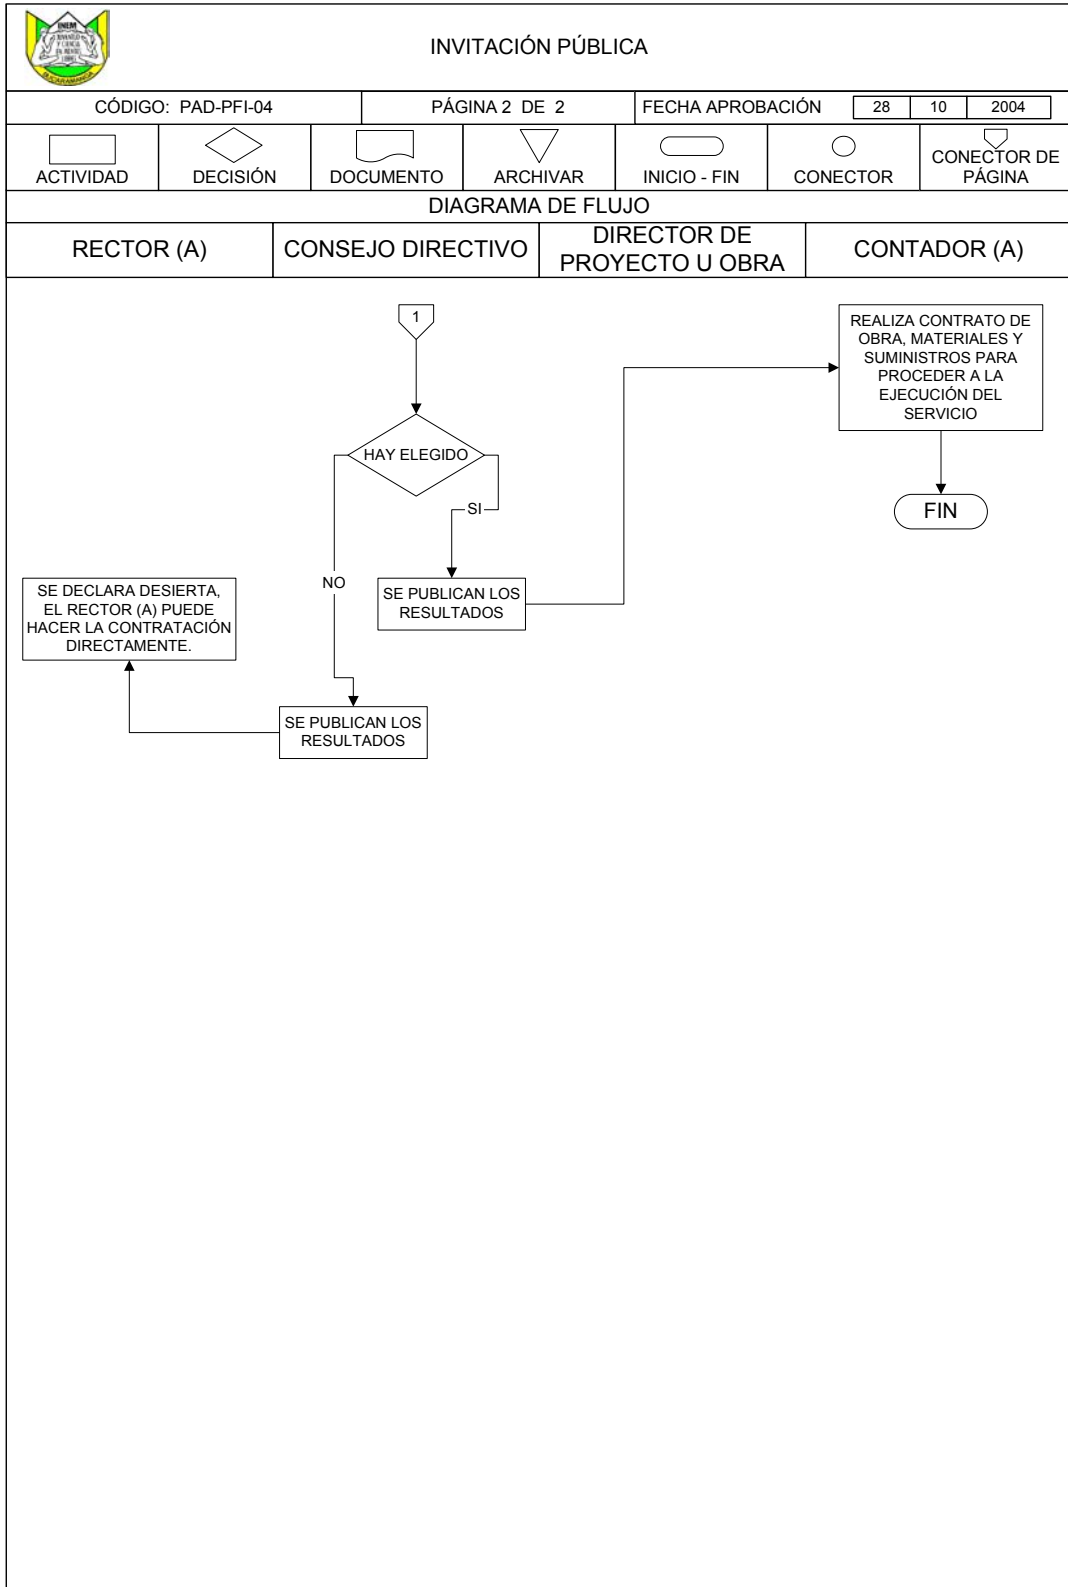 INEM
BUCARAMANGA
INVITACIÓN PÚBLICA
CÓDIGO: PAD-PFI-04
PÁGINA 2 DE 2
FECHA APROBACIÓN
28
10
2004
ACTIVIDAD
DECISIÓN
DOCUMENTO
ARCHIVAR
INICIO - FIN
CONECTOR
CONECTOR DE
PÁGINA
DIAGRAMA DE FLUJO
RECTOR (A)
CONSEJO DIRECTIVO
DIRECTOR DE
PROYECTO U OBRA
CONTADOR (A)
1
REALIZA CONTRATO DE
OBRA, MATERIALES Y
SUMINISTROS PARA
PROCEDER A LA
EJECUCIÓN DEL
SERVICIO
HAY ELEGIDO
SI
FIN
NO
SE PUBLICAN LOS
RESULTADOS
SE DECLARA DESIERTA,
EL RECTOR (A) PUEDE
HACER LA CONTRATACIÓN
DIRECTAMENTE.
SE PUBLICAN LOS
RESULTADOS